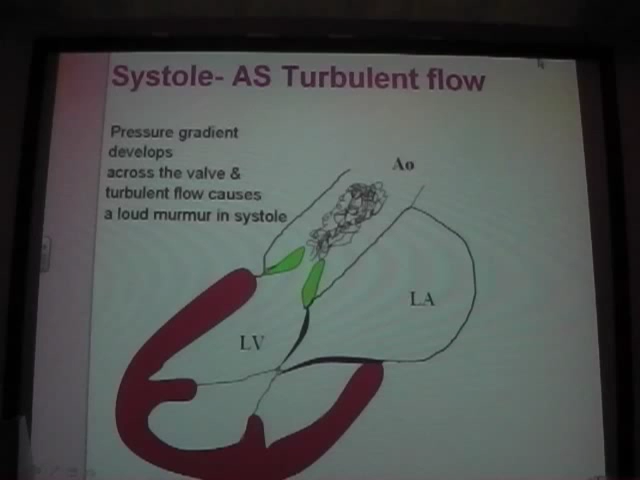 Systole- AS Turbulent flow
Pressure gradient
develops
across the valve &
turbulent flow causes
a loud murmur in systole
Ao
LA
LV